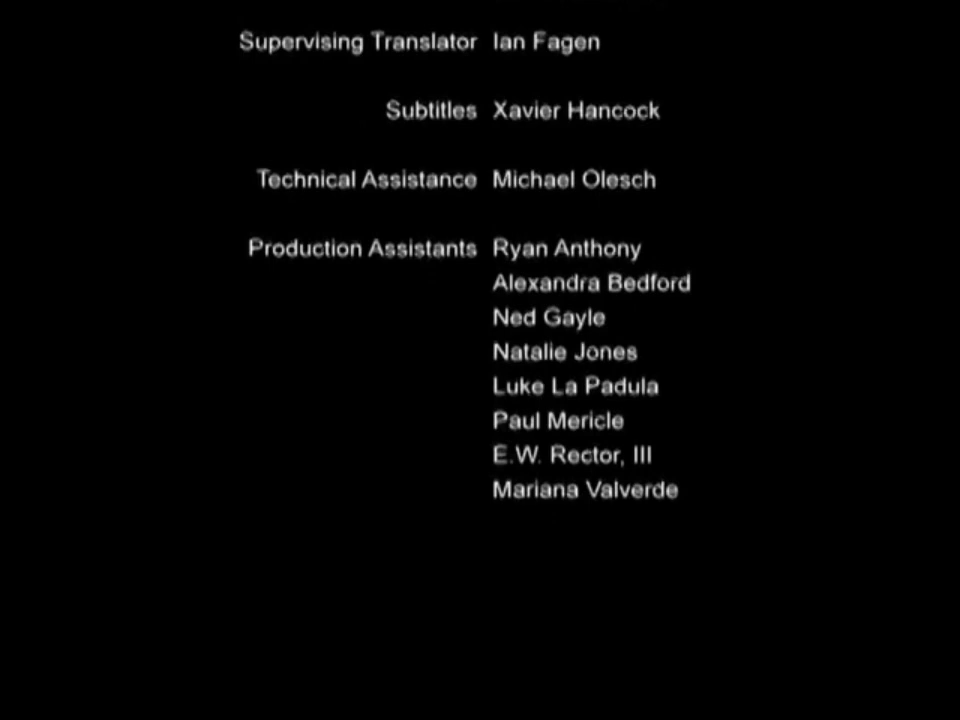 Supervising Translator Ian Fagen
Subtitles Xavier Hancock
Technical Assistance Michael Olesch
Production Assistants Ryan Anthony
Alexandra Bedford
Ned Gayle
Natalie Jones
Luke La Padula
Paul Mericle
E.W. Rector, III
Mariana Valverde